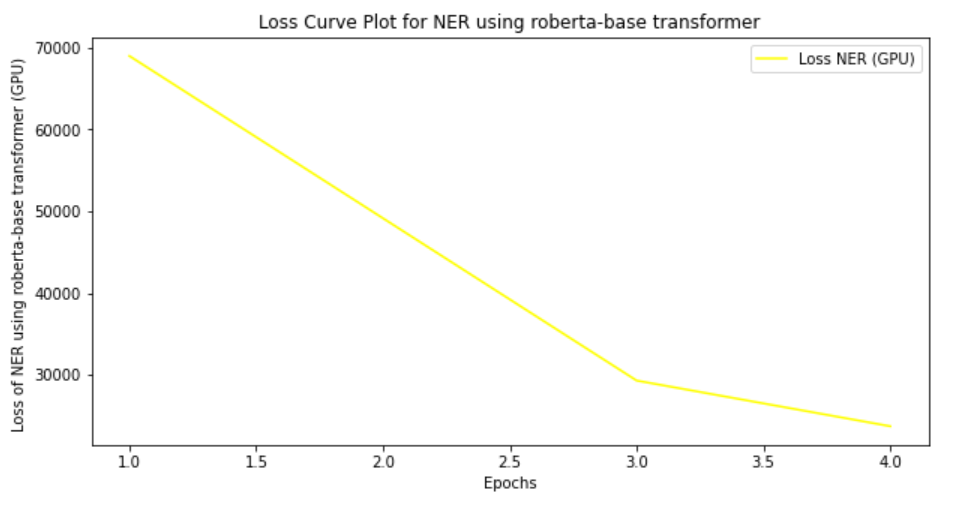 Loss Curve Plot for NER using roberta-base transformer
Loss of NER using roberta-base transformer (GPU)
70000
60000
50000
40000
30000
Loss NER (GPU)
1.0 1.5 2.0 2.5 3.0 3.5 4.0
Epochs